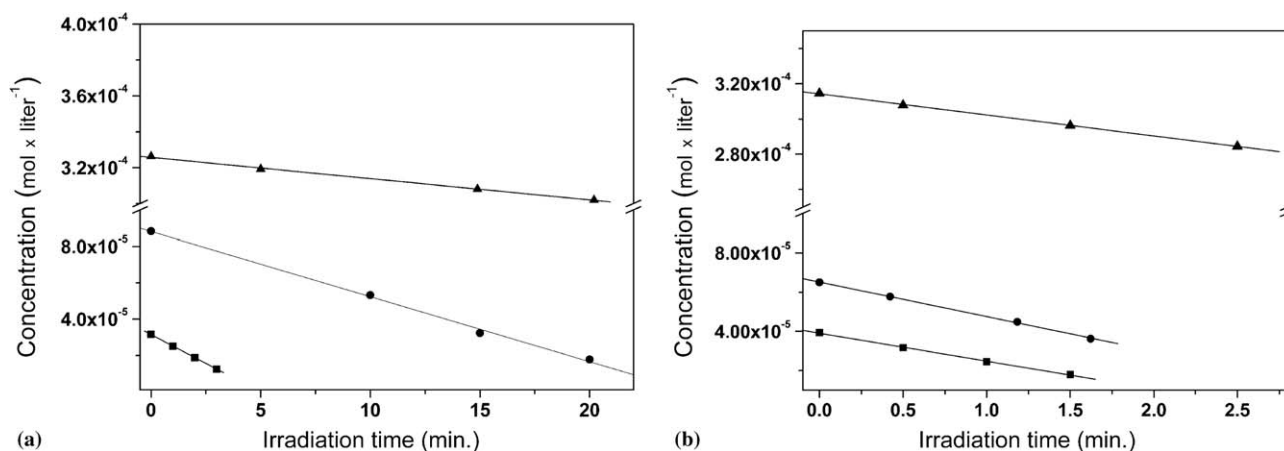 4.0x10⁻⁴
3.6x10⁻⁴
3.2x10⁻⁴
8.0x10⁻⁵
4.0x10⁻⁵
Concentration (mol x liter⁻¹)
0 5 10 15 20
Irradiation time (min.)
(a)
3.20x10⁻⁴
2.80x10⁻⁴
8.00x10⁻⁵
4.00x10⁻⁵
Concentration (mol x liter⁻¹)
0.0 0.5 1.0 1.5 2.0 2.5
Irradiation time (min.)
(b)